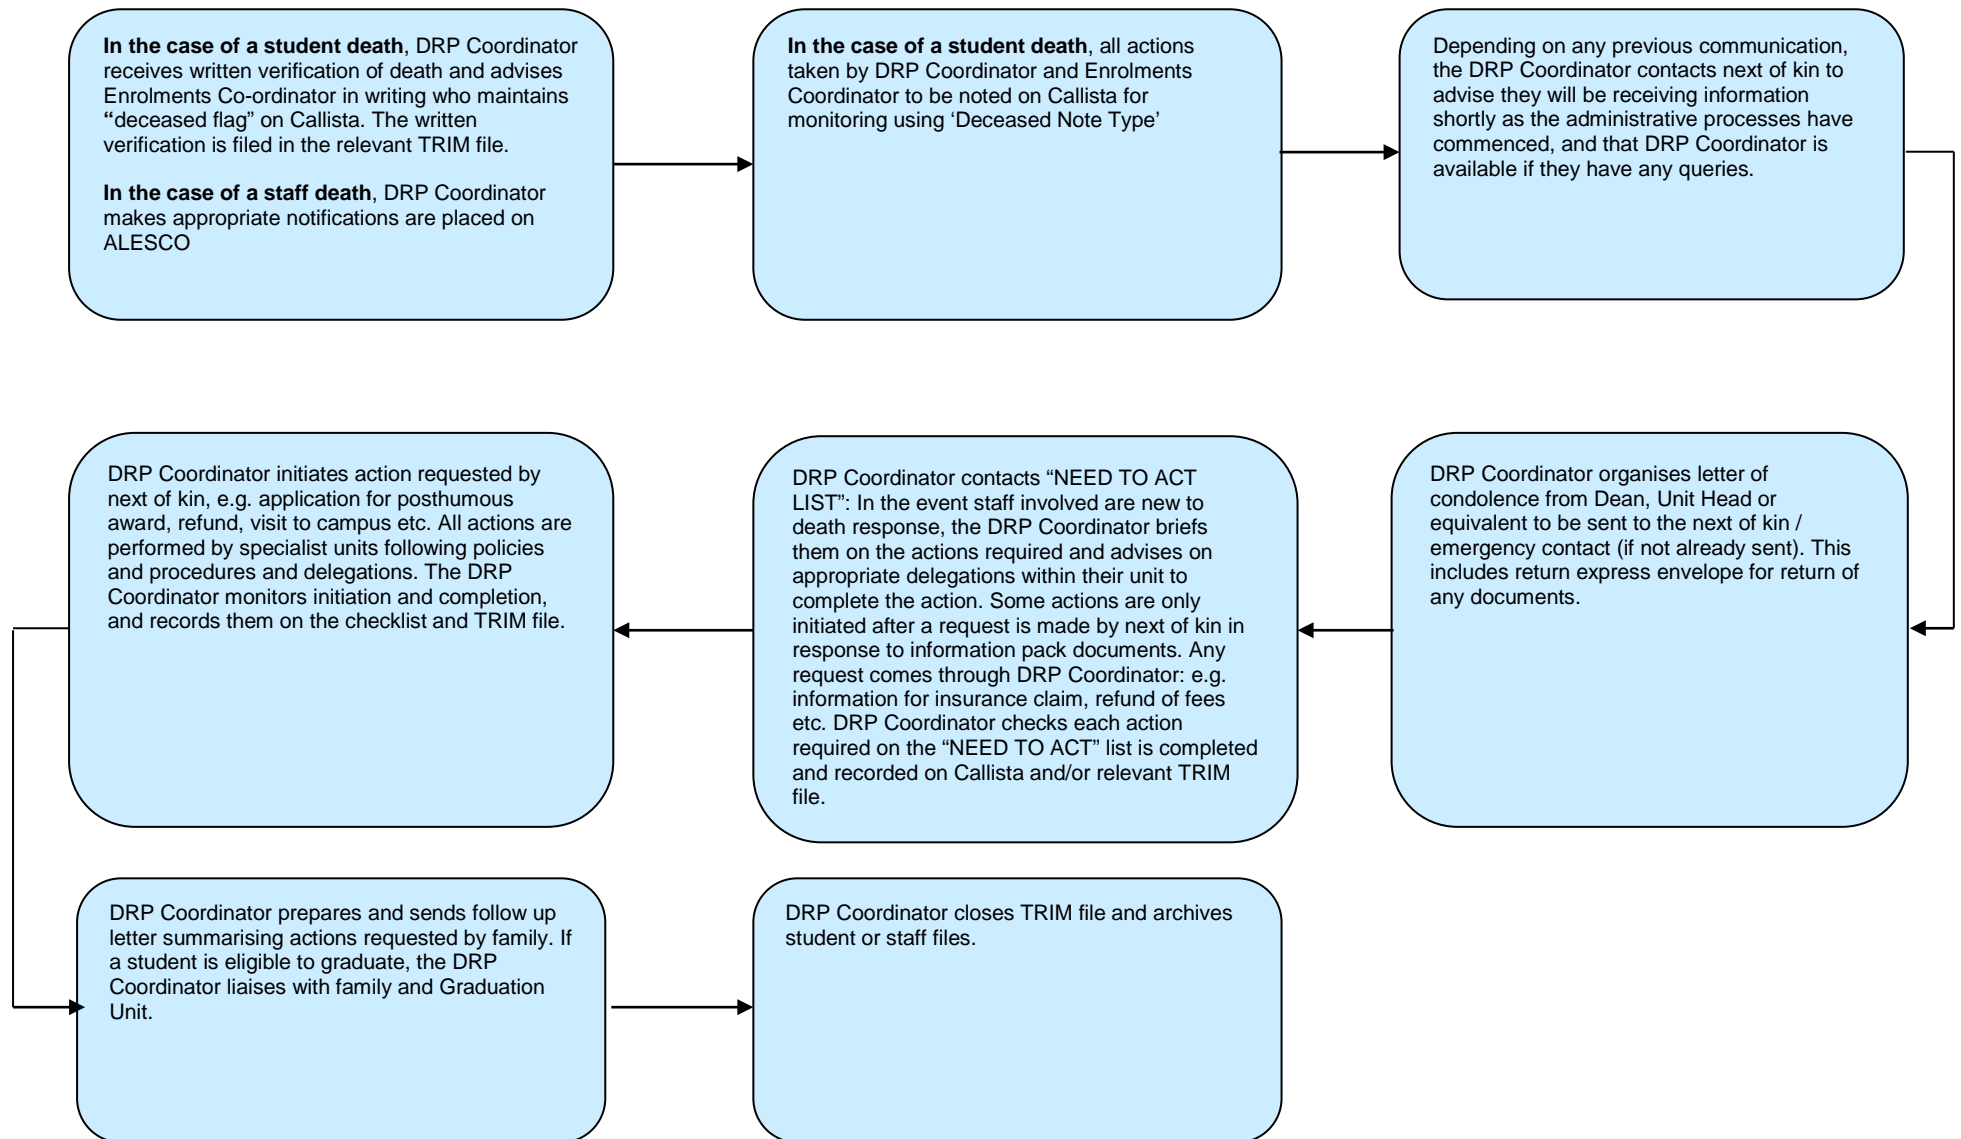 In the case of a student death, DRP Coordinator
receives written verification of death and advises
Enrolments Co-ordinator in writing who maintains
“deceased flag” on Callista. The written
verification is filed in the relevant TRIM file.
In the case of a staff death, DRP Coordinator
makes appropriate notifications are placed on
ALESCO
In the case of a student death, all actions
taken by DRP Coordinator and Enrolments
Coordinator to be noted on Callista for
monitoring using ‘Deceased Note Type’
Depending on any previous communication,
the DRP Coordinator contacts next of kin to
advise they will be receiving information
shortly as the administrative processes have
commenced, and that DRP Coordinator is
available if they have any queries.
DRP Coordinator organises letter of
condolence from Dean, Unit Head or
equivalent to be sent to the next of kin /
emergency contact (if not already sent). This
includes return express envelope for return of
any documents.
DRP Coordinator contacts “NEED TO ACT
LIST”: In the event staff involved are new to
death response, the DRP Coordinator briefs
them on the actions required and advises on
appropriate delegations within their unit to
complete the action. Some actions are only
initiated after a request is made by next of kin in
response to information pack documents. Any
request comes through DRP Coordinator: e.g.
information for insurance claim, refund of fees
etc. DRP Coordinator checks each action
required on the “NEED TO ACT” list is completed
and recorded on Callista and/or relevant TRIM
file.
DRP Coordinator initiates action requested by
next of kin, e.g. application for posthumous
award, refund, visit to campus etc. All actions are
performed by specialist units following policies
and procedures and delegations. The DRP
Coordinator monitors initiation and completion,
and records them on the checklist and TRIM file.
DRP Coordinator prepares and sends follow up
letter summarising actions requested by family. If
a student is eligible to graduate, the DRP
Coordinator liaises with family and Graduation
Unit.
DRP Coordinator closes TRIM file and archives
student or staff files.